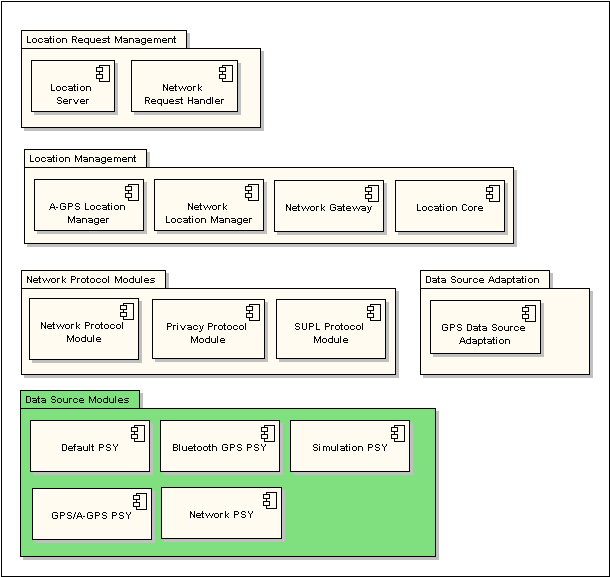 Location Request Management
Location
Server
Network
Request Handler
Location Management
A-GPS Location
Manager
Network
Location Manager
Network Gateway
Location Core
Network Protocol Modules
Network Protocol
Module
Privacy Protocol
Module
SUPL Protocol
Module
Data Source Adaptation
GPS Data Source
Adaptation
Data Source Modules
Default PSY
Bluetooth GPS PSY
Simulation PSY
GPS/A-GPS PSY
Network PSY